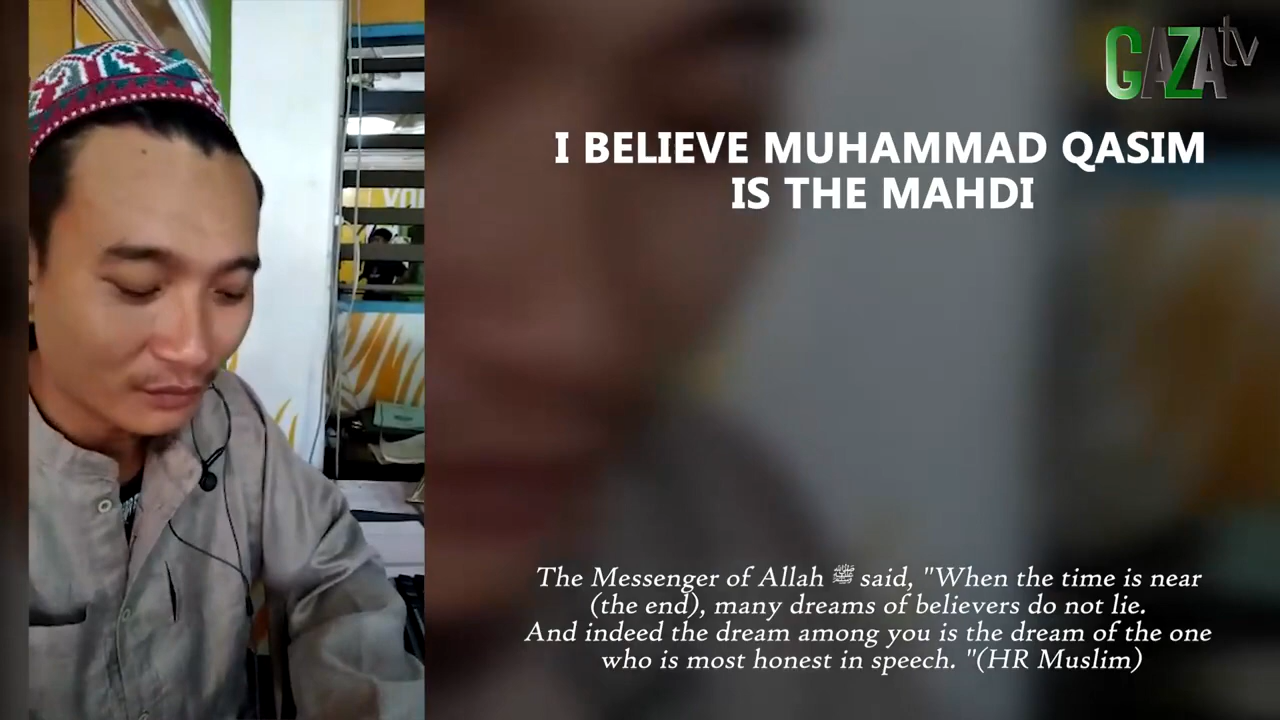 GAZA tv
I BELIEVE MUHAMMAD QASIM
IS THE MAHDI
The Messenger of Allah ﷺ said, "When the time is near
(the end), many dreams of believers do not lie.
And indeed the dream among you is the dream of the one
who is most honest in speech. "(HR Muslim)